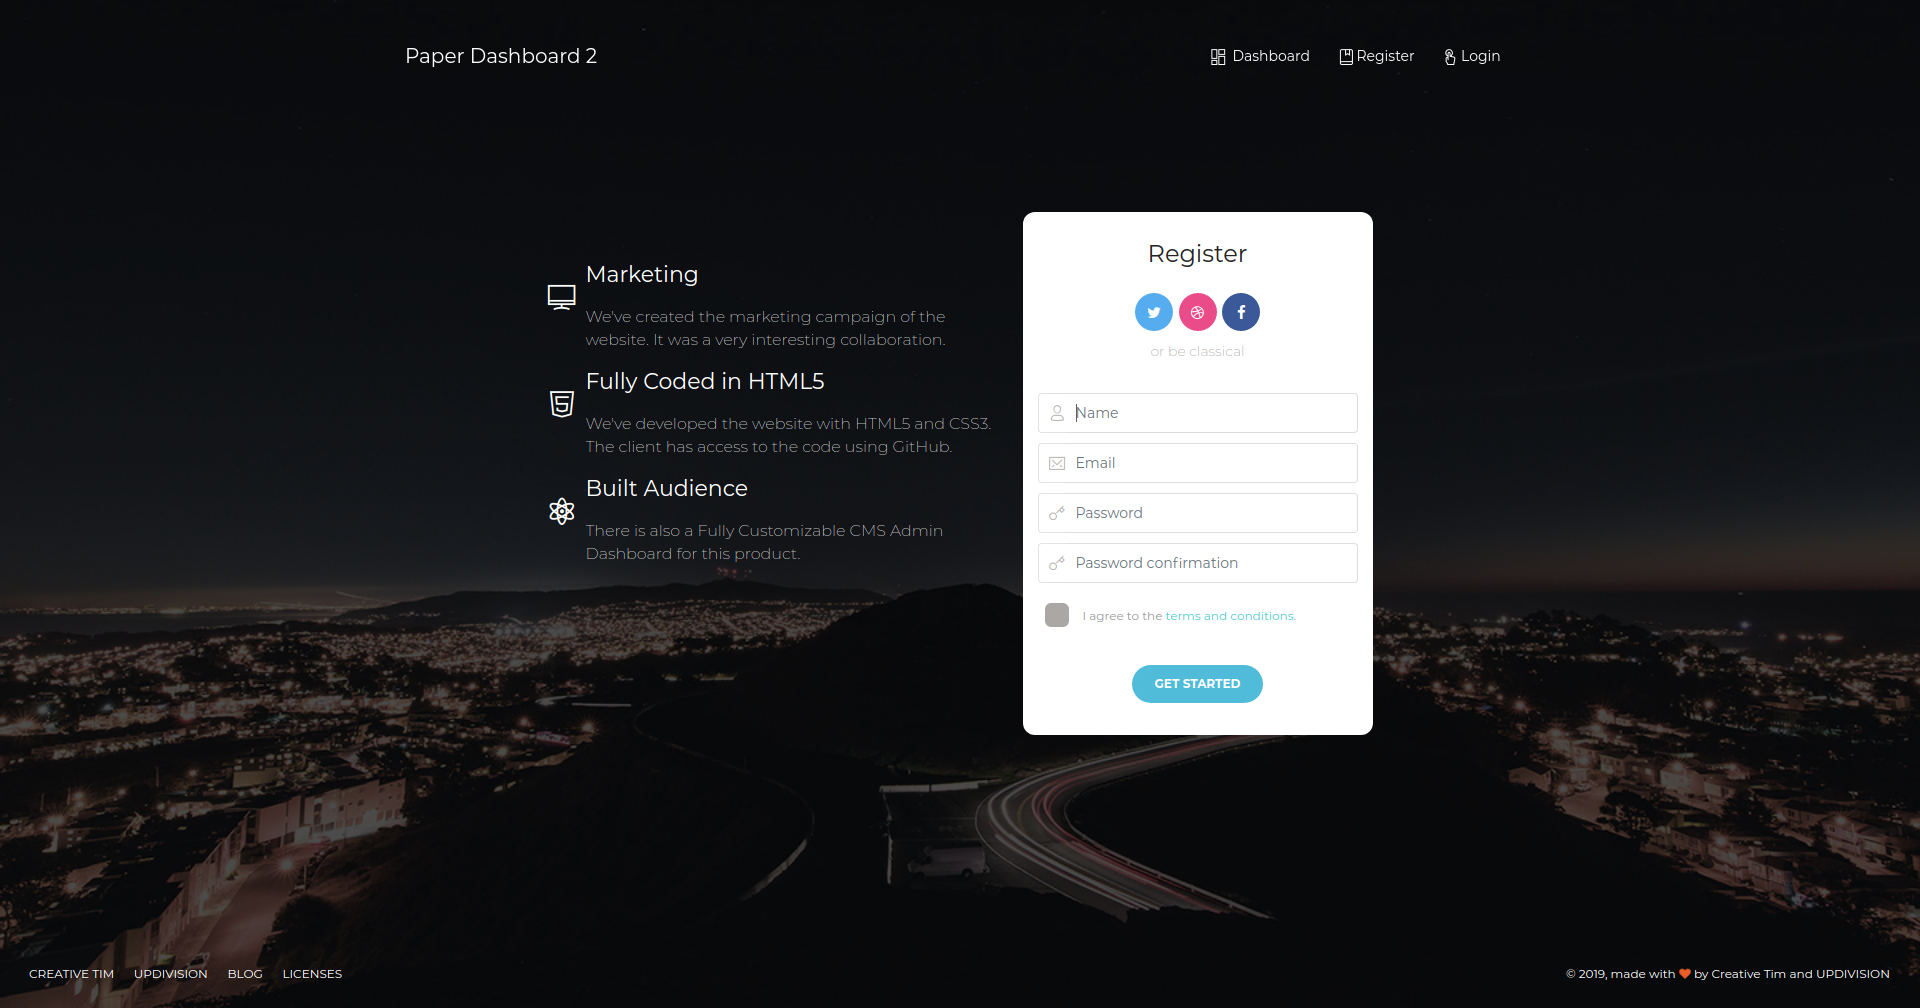 Paper Dashboard 2
Dashboard
Register
Login
Marketing
We've created the marketing campaign of the
website. It was a very interesting collaboration.
Fully Coded in HTML5
We've developed the website with HTML5 and CSS3.
The client has access to the code using GitHub.
Built Audience
There is also a Fully Customizable CMS Admin
Dashboard for this product.
Register
or be classical
Name
Email
Password
Password confirmation
I agree to the terms and conditions.
GET STARTED
CREATIVE TIM
UPDIVISION
BLOG
LICENSES
© 2019, made with by Creative Tim and UPDIVISION